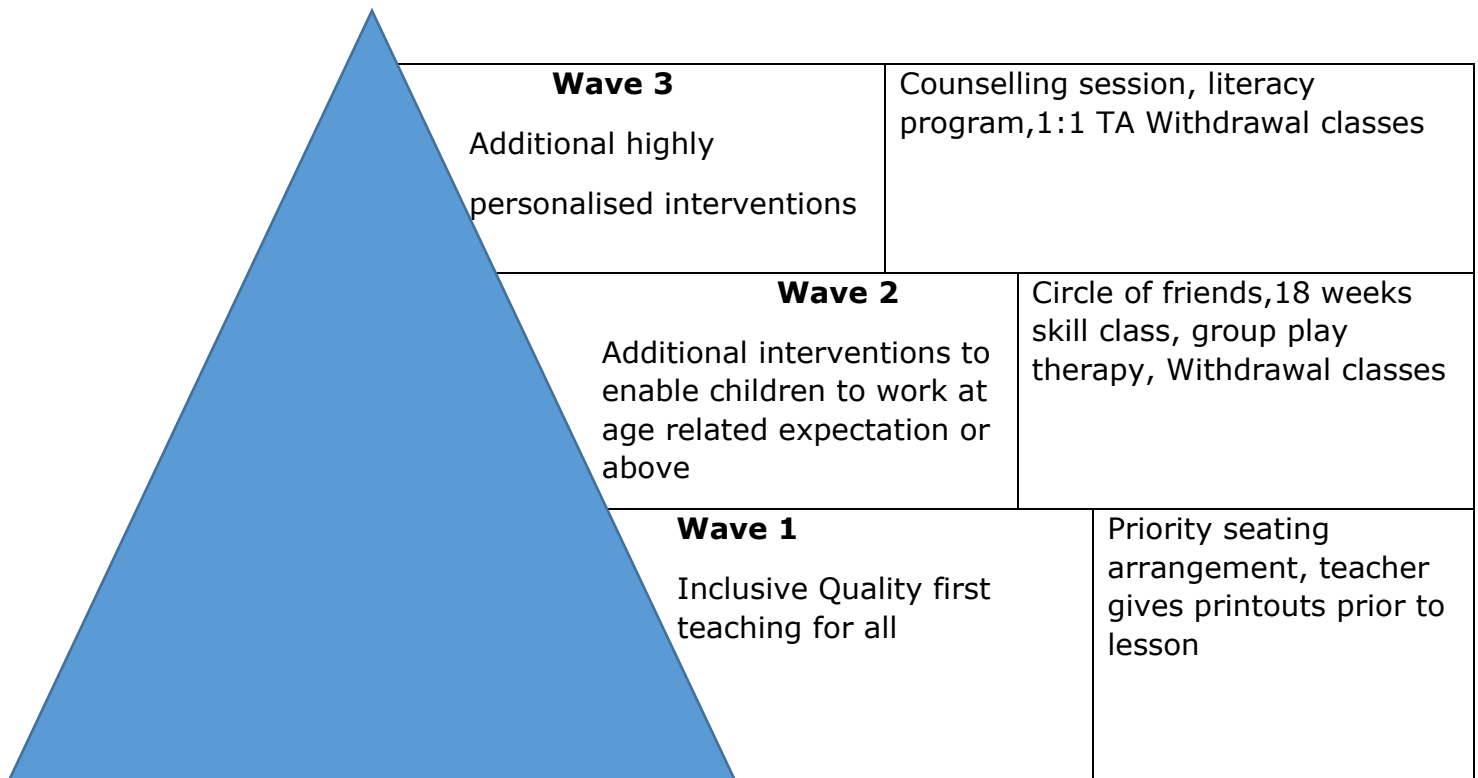 Wave 3
Additional highly
personalised interventions
Counselling session, literacy
program,1:1 TA Withdrawal classes
Wave 2
Additional interventions to
enable children to work at
age related expectation or
above
Circle of friends,18 weeks
skill class, group play
therapy, Withdrawal classes
Wave 1
Inclusive Quality first
teaching for all
Priority seating
arrangement, teacher
gives printouts prior to
lesson